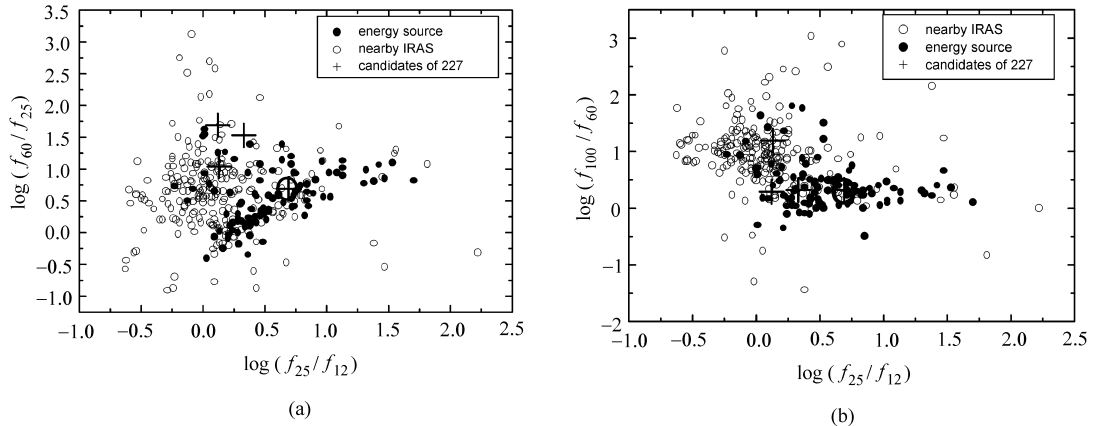 3.5
3.0
2.5
2.0
1.5
1.0
0.5
0.0
−0.5
−1.0
log ( f60 / f25 )
energy source
nearby IRAS
candidates of 227
−1.0 −0.5 0.0 0.5 1.0 1.5 2.0 2.5
log ( f25 / f12 )
(a)
3
2
1
0
−1
−2
log ( f100 / f60 )
nearby IRAS
energy source
candidates of 227
−1.0 −0.5 0.0 0.5 1.0 1.5 2.0 2.5
log ( f25 / f12 )
(b)